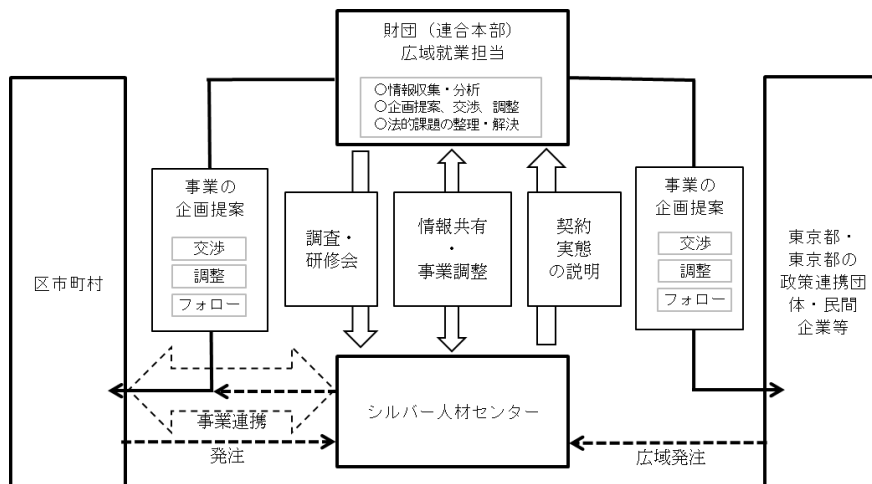 財団（連合本部）
広域就業担当
○情報収集・分析
○企画提案、交渉、調整
○法的課題の整理・解決
区市町村
事業の
企画提案
交渉
調整
フォロー
調査・
研修会
情報共有
・
事業調整
契約
実態
の説明
事業の
企画提案
交渉
調整
フォロー
東京都・
東京都の
政策連携団
体・民間
企業等
シルバー人材センター
事業連携
発注
広域発注